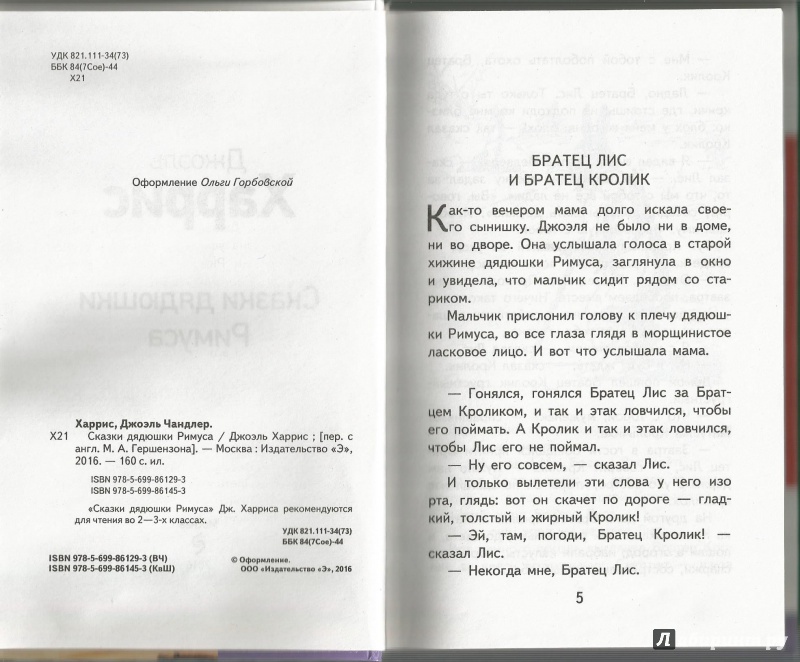 УДК 821.111-34(73)
ББК 84(7Сое)-44
Х21
Оформление Ольги Горбовской
Харрис, Джоэль Чандлер.
Х21 Сказки дядюшки Римуса / Джоэль Харрис ; [пер. с
англ. М. А. Гершензона]. — Москва : Издательство «Э»,
2016. — 160 с. ил.
ISBN 978-5-699-86129-3
ISBN 978-5-699-86145-3
«Сказки дядюшки Римуса» Дж. Харриса рекомендуются
для чтения во 2—3-х классах.
УДК 821.111-34(73)
ББК 84(7Сое)-44
ISBN 978-5-699-86129-3 (ВЧ)
ISBN 978-5-699-86145-3 (КвШ)
© Оформление.
ООО «Издательство «Э», 2016
БРАТЕЦ ЛИС
И БРАТЕЦ КРОЛИК
Как-то вечером мама долго искала свое-
го сынишку. Джоэля не было ни в доме,
ни во дворе. Она услышала голоса в старой
хижине дядюшки Римуса, заглянула в окно
и увидела, что мальчик сидит рядом со ста-
риком.
Мальчик прислонил голову к плечу дядюш-
ки Римуса, во все глаза глядя в морщинистое
ласковое лицо. И вот что услышала мама.
— Гонялся, гонялся Братец Лис за Брат-
цем Кроликом, и так и этак ловчился, чтобы
его поймать. А Кролик и так и этак ловчился,
чтобы Лис его не поймал.
— Ну его совсем, — сказал Лис.
И только вылетели эти слова у него изо
рта, глядь: вот он скачет по дороге — глад-
кий, толстый и жирный Кролик!
— Эй, там, погоди, Братец Кролик! —
сказал Лис.
— Некогда мне, Братец Лис.
5
Лабиринт.ру